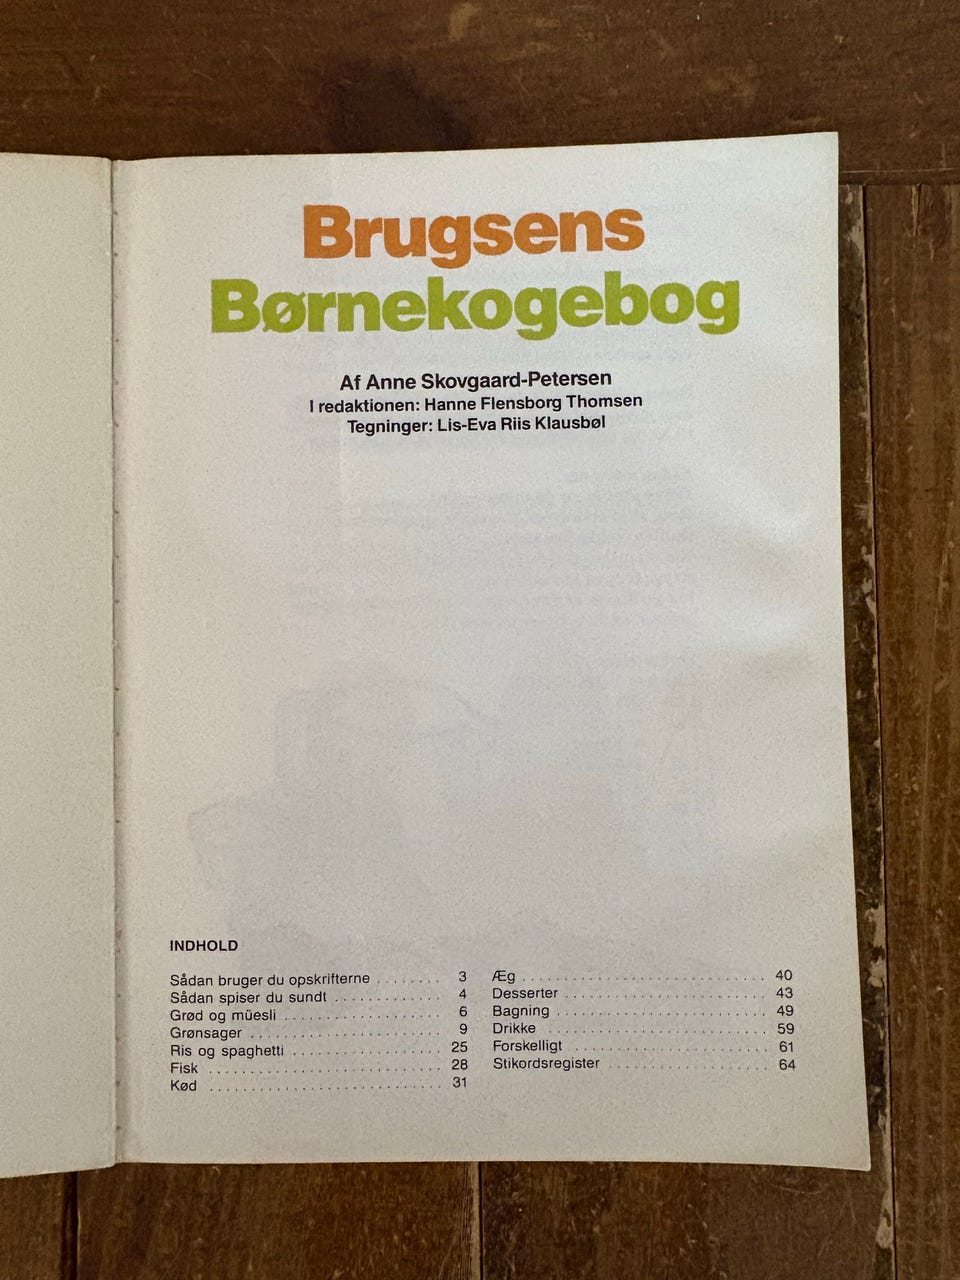 Brugsens
Børnekogebog
Af Anne Skovgaard-Petersen
I redaktionen: Hanne Flensborg Thomsen
Tegninger: Lis-Eva Riis Klausbøl
INDHOLD
Sådan bruger du opskrifterne ........ 3
Sådan spiser du sundt ............. 4
Grød og müesli ................... 6
Grønsager ....................... 9
Ris og spaghetti .................. 25
Fisk ............................ 28
Kød ............................ 31
Æg ............................. 40
Desserter ........................ 43
Bagning ......................... 49
Drikke ........................... 59
Forskelligt ........................ 61
Stikordsregister ................... 64